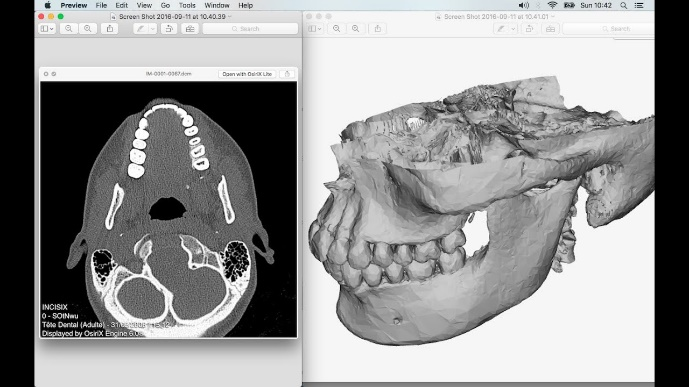 Preview File Edit View Go Tools Window Help
Sun 10:42
Screen Shot 2016-09-11 at 10.40.39
Screen Shot 2016-09-11 at 10.41.01
Search
Search
IM-0001-0067.dcm
Open with OsiriX Lite
INCISIX
Tête Dental (Adulte)
Displayed by OsiriX Engine